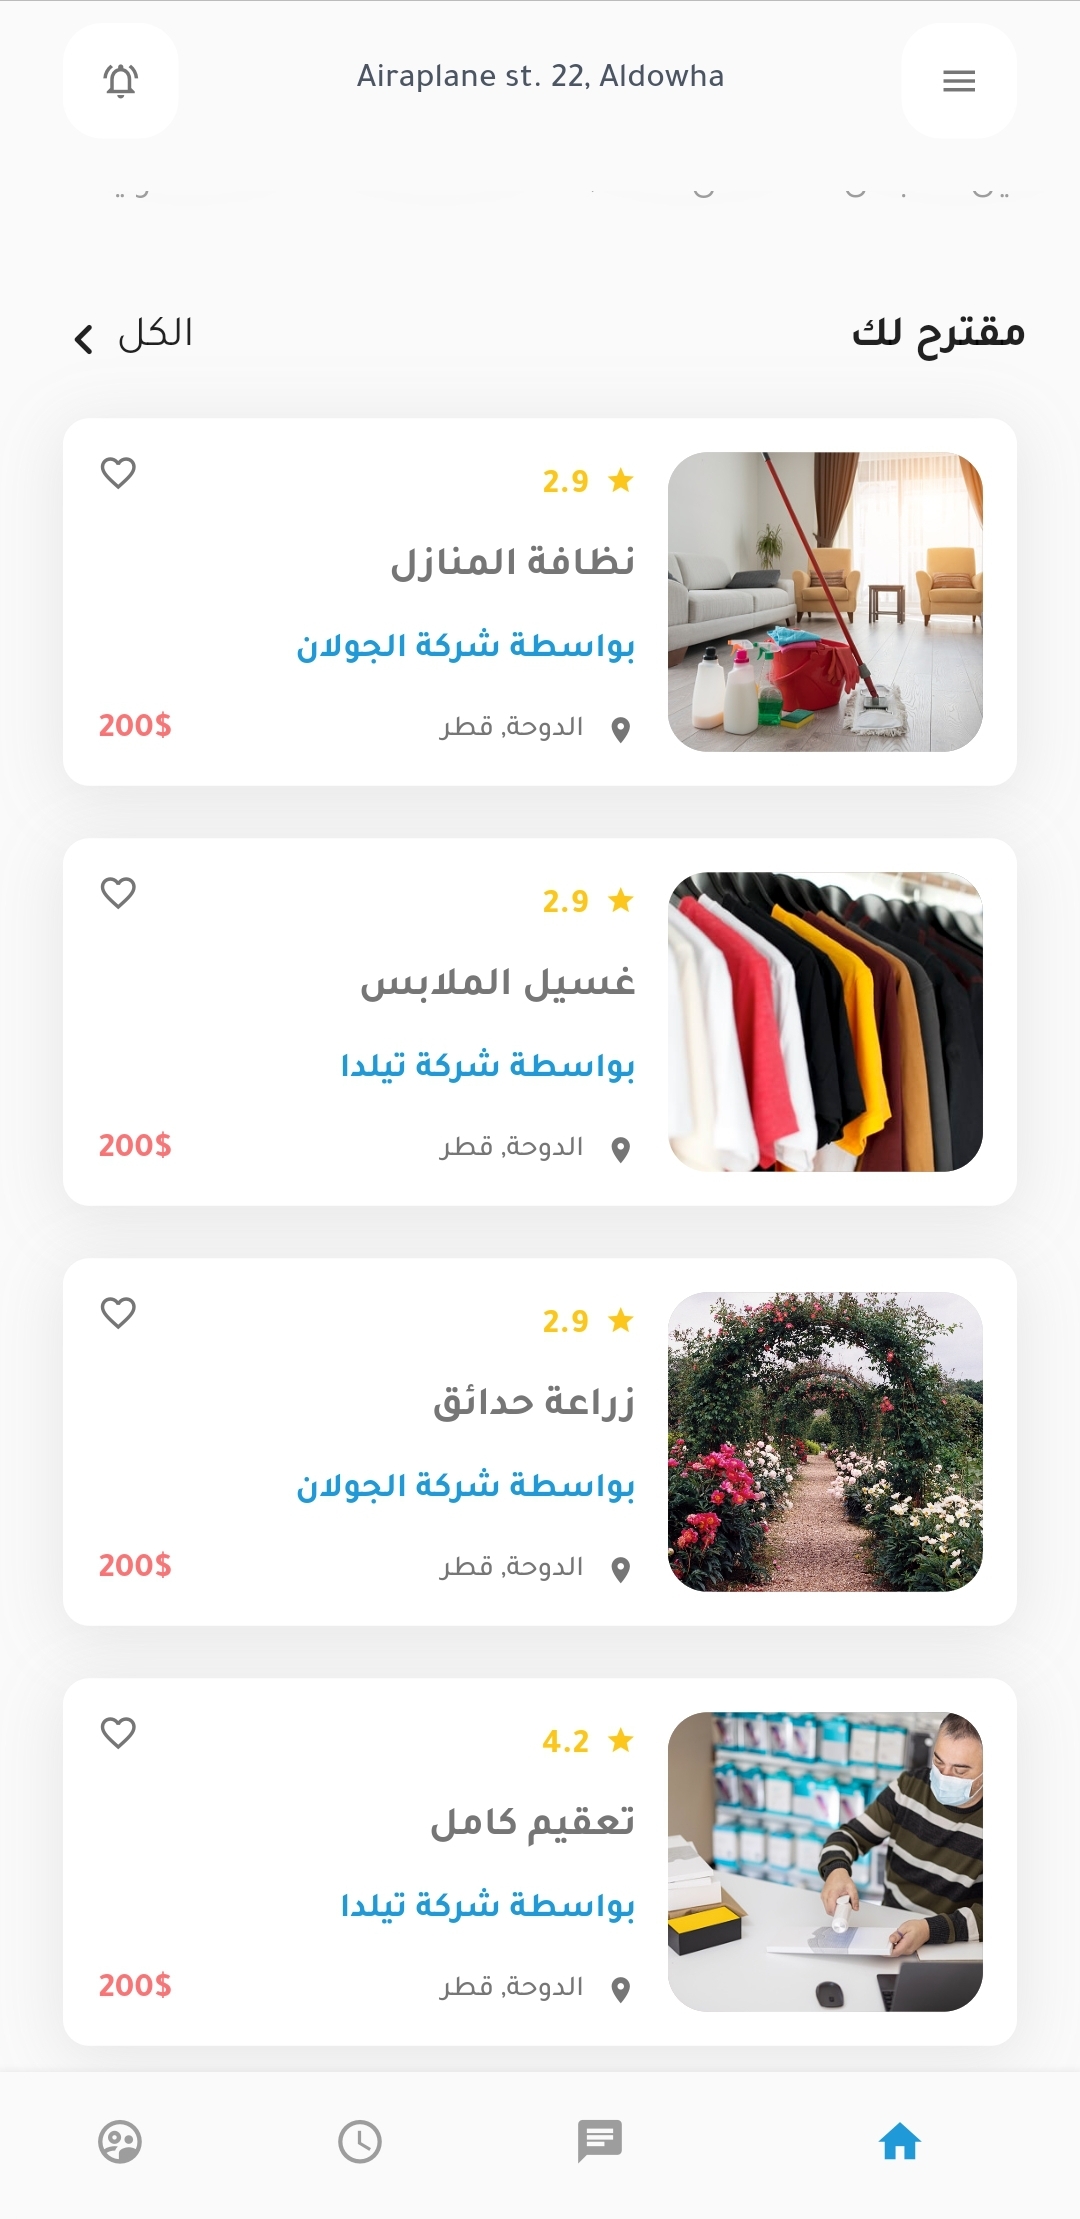 Airaplane st. 22, Aldowha
مقترح لك
الكل
2.9
نظافة المنازل
بواسطة شركة الجولان
الدوحة, قطر
200$
2.9
غسيل الملابس
بواسطة شركة تيلدا
الدوحة, قطر
200$
2.9
زراعة حدائق
بواسطة شركة الجولان
الدوحة, قطر
200$
4.2
تعقيم كامل
بواسطة شركة تيلدا
الدوحة, قطر
200$